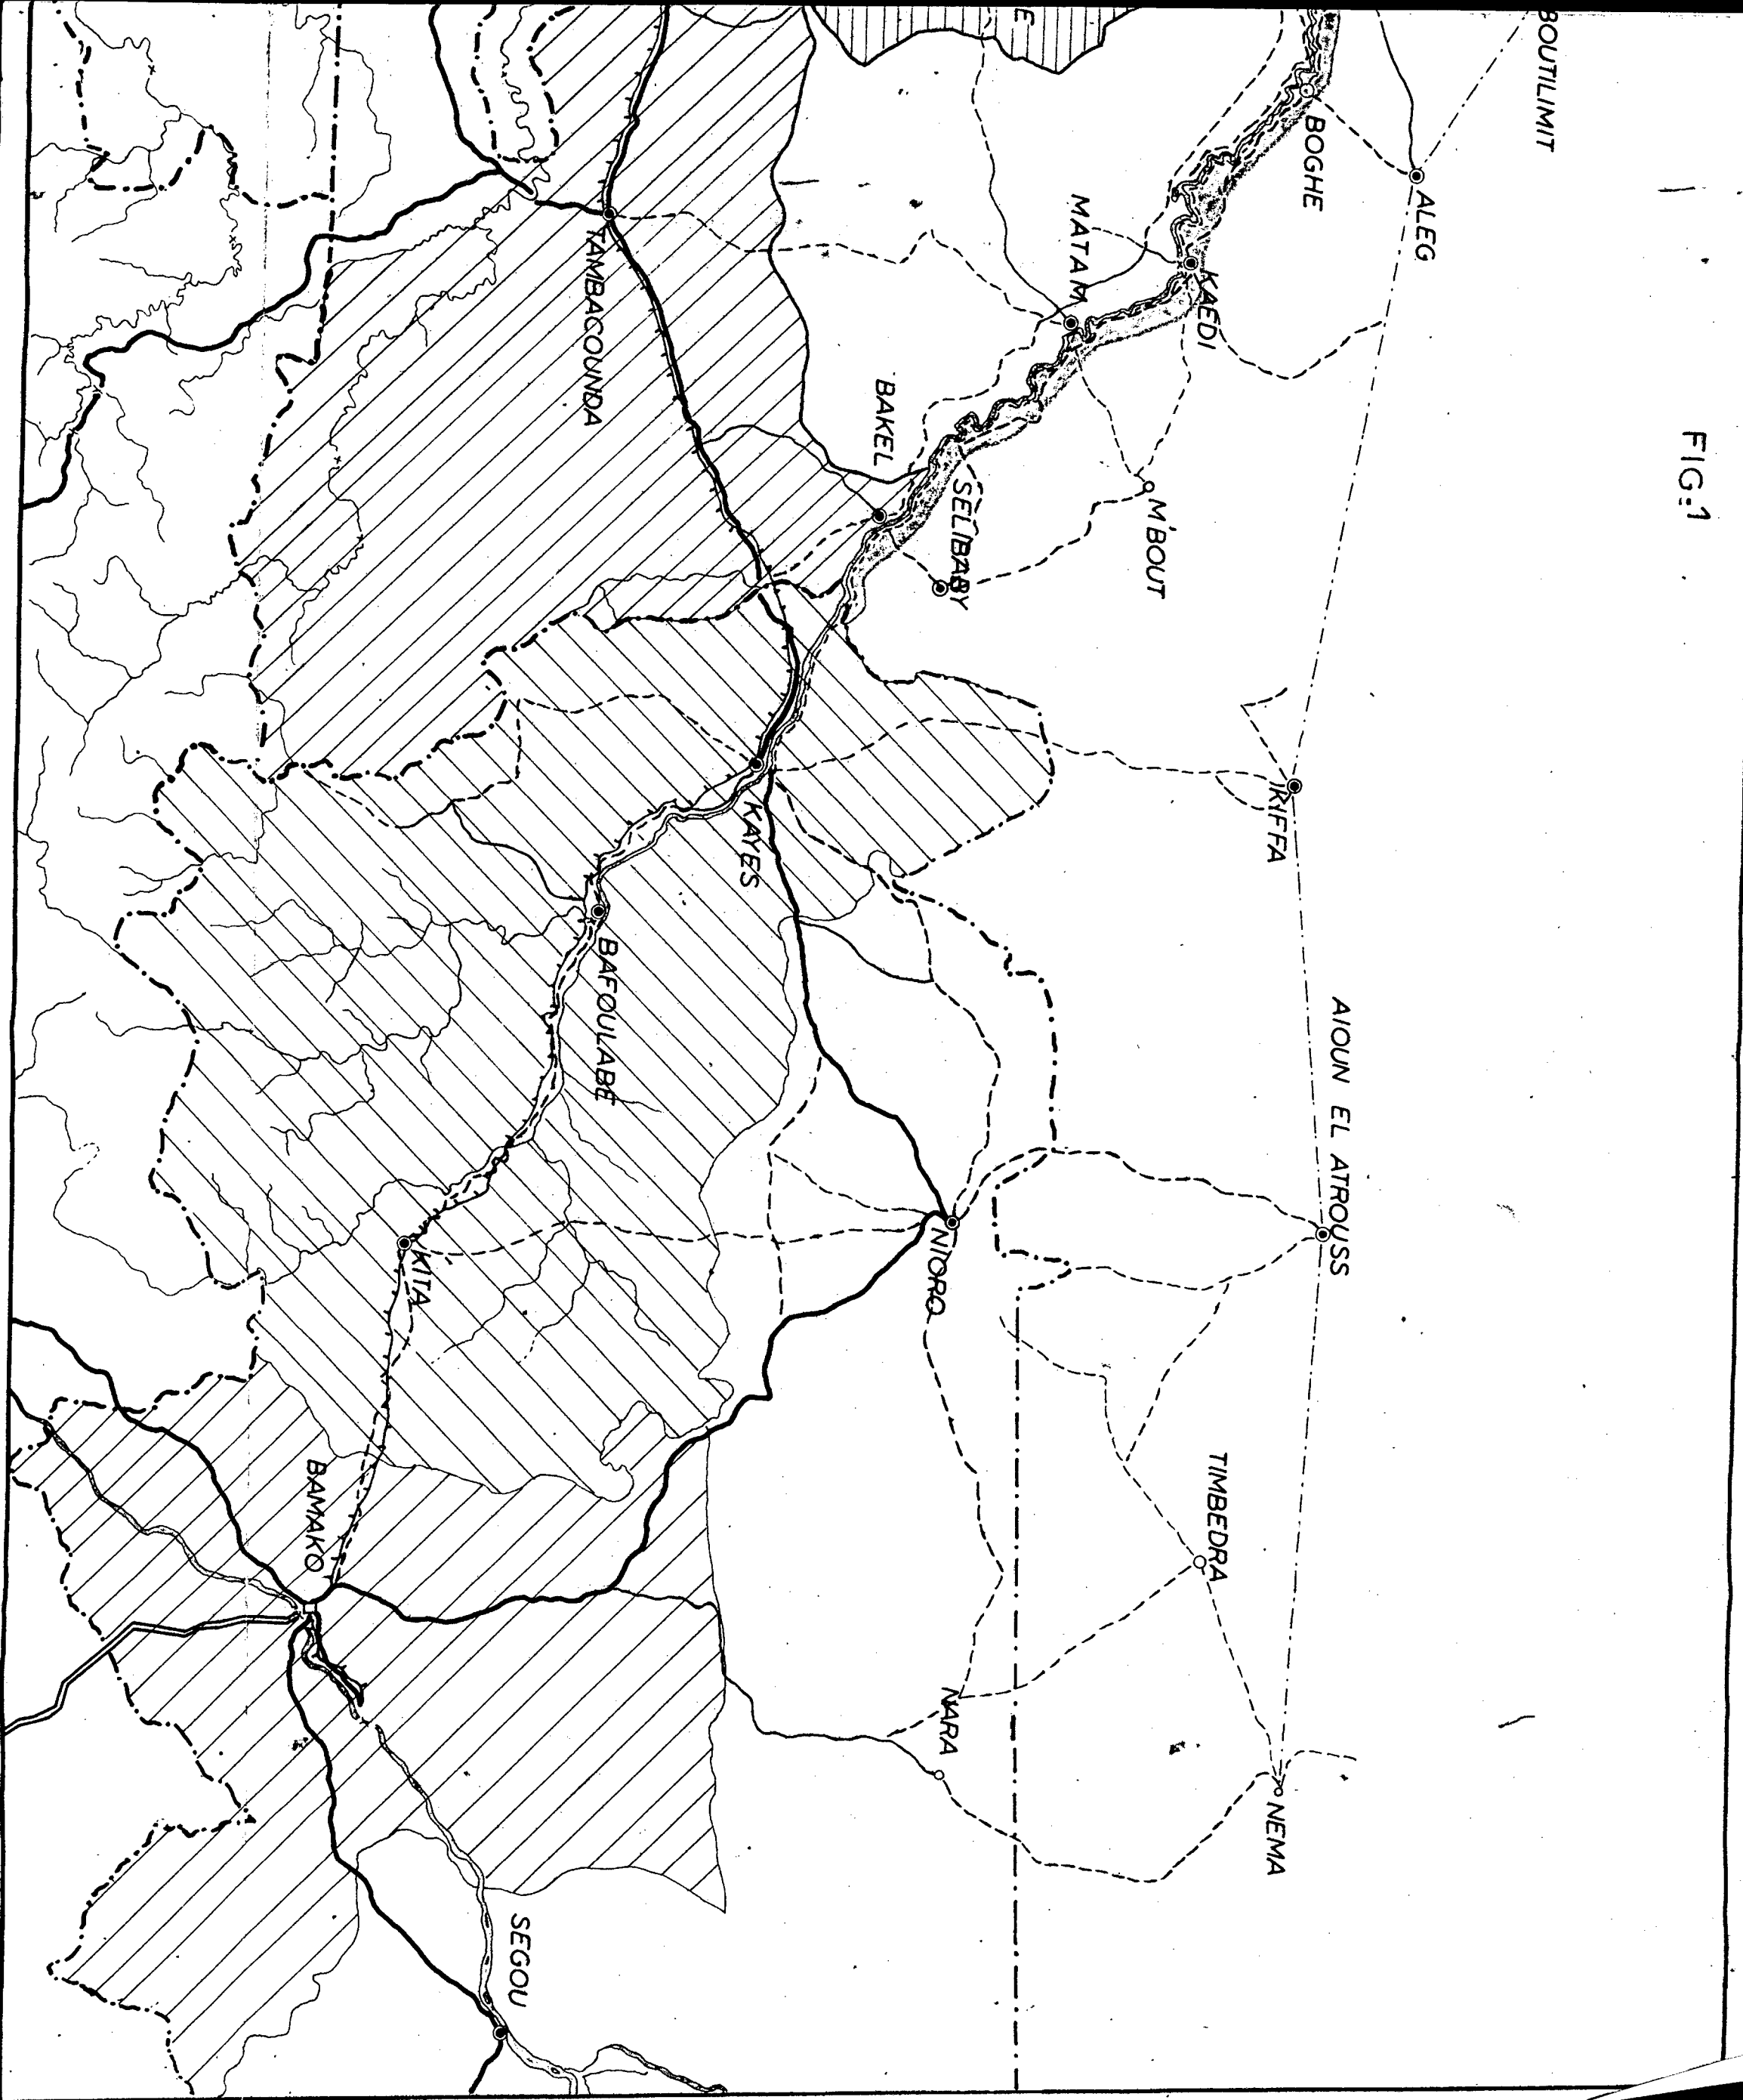 FIG:1
BOUTILIMIT
ALEG
BOGHE
KAEDI
MATAM
M'BOUT
SELIBABY
BAKEL
TAMBACOUNDA
KIFFA
AIOUN EL ATROUSS
KAYES
BAFOULABE
NIORO
KITA
TIMBEDRA
NEMA
NARA
BAMAKO
SEGOU
E